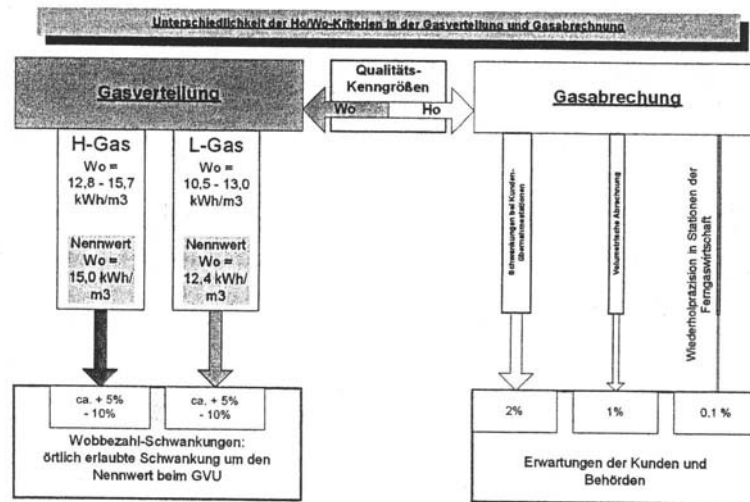 Unterschiedlichkeit der Ho/Wo-Kriterien in der Gasverteilung und Gasabrechnung
Gasverteilung
Qualitäts-
Kenngrößen
Wo Ho
Gasabrechung
H-Gas
Wo =
12,8 - 15,7
kWh/m3
Nennwert
Wo =
15,0 kWh/
m3
L-Gas
Wo =
10,5 - 13,0
kWh/m3
Nennwert
Wo =
12,4 kWh/
m3
Schwankungen bei Kunden-
übernahmestationen
Volumetrische Abrechnung
Wiederholpräzision in Stationen der
Ferngaswirtschaft
ca. + 5%
- 10%
ca. + 5%
- 10%
Wobbezahl-Schwankungen:
örtlich erlaubte Schwankung um den
Nennwert beim GVU
2%
1%
0,1 %
Erwartungen der Kunden und
Behörden